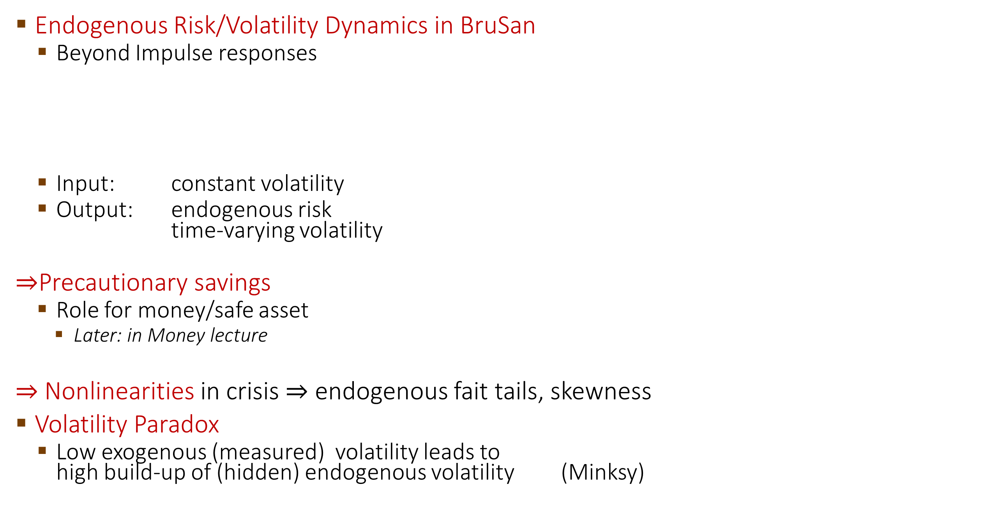 ▪ Endogenous Risk/Volatility Dynamics in BruSan
▪ Beyond Impulse responses
▪ Input: constant volatility
▪ Output: endogenous risk
time-varying volatility
⇒Precautionary savings
▪ Role for money/safe asset
▪ Later: in Money lecture
⇒ Nonlinearities in crisis ⇒ endogenous fait tails, skewness
▪ Volatility Paradox
▪ Low exogenous (measured) volatility leads to
high build-up of (hidden) endogenous volatility (Minksy)